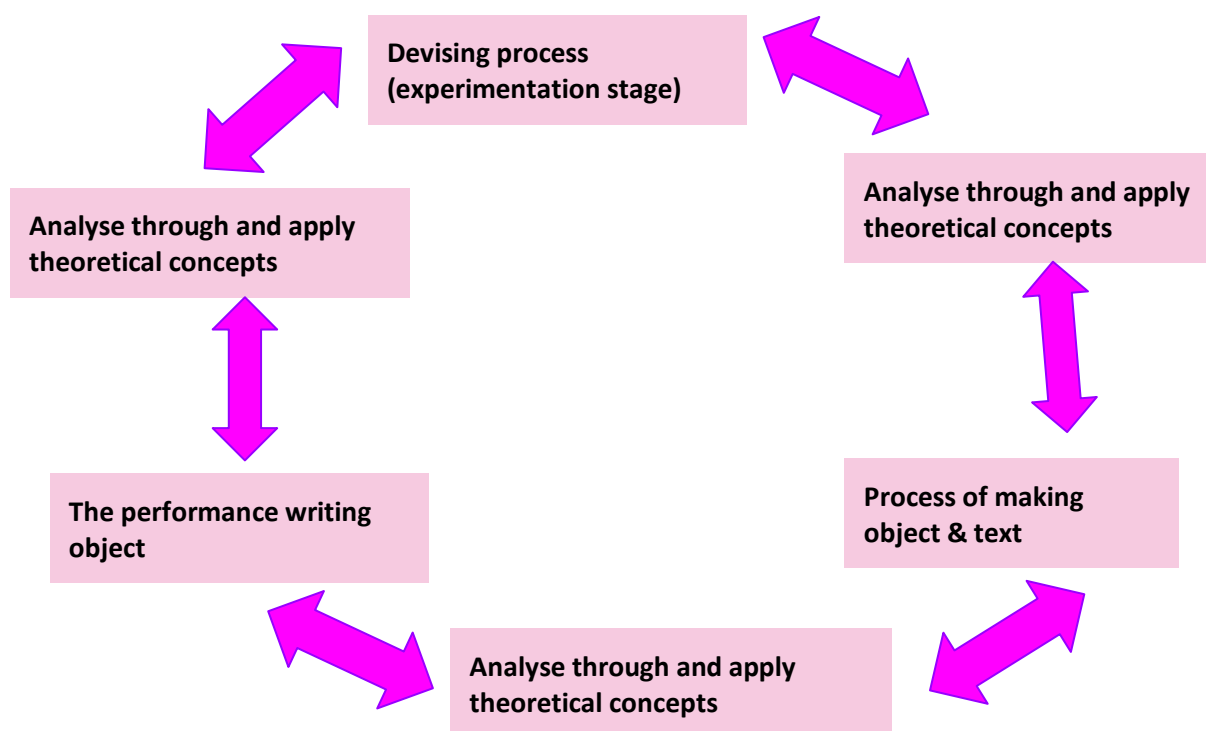 Devising process
(experimentation stage)
Analyse through and apply
theoretical concepts
Analyse through and apply
theoretical concepts
The performance writing
object
Process of making
object & text
Analyse through and apply
theoretical concepts